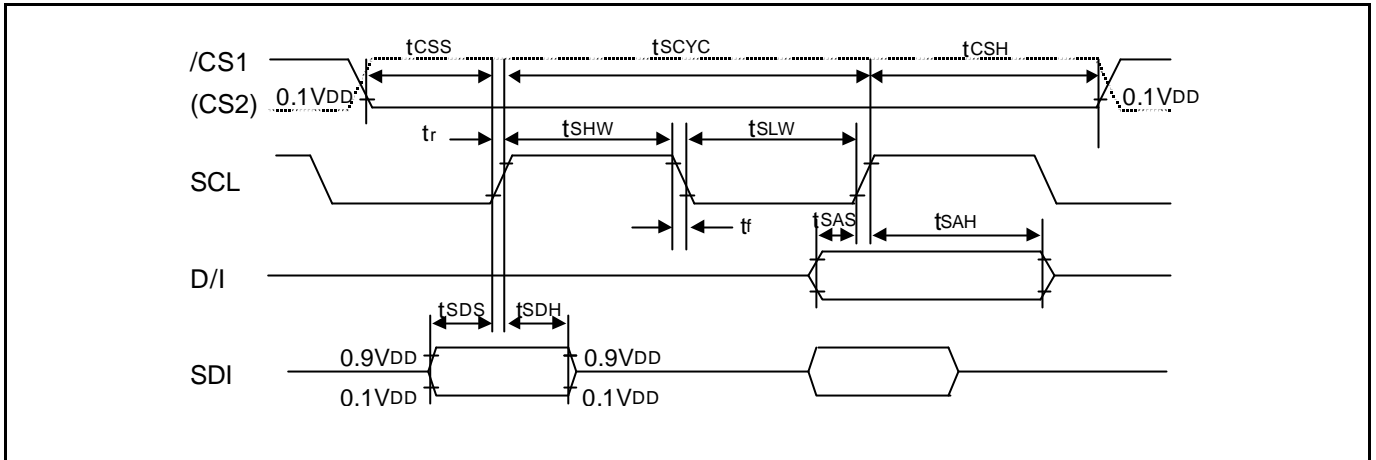 tCSS tSCYC tCSH
/CS1
(CS2) 0.1VDD 0.1VDD
tr tSHW tSLW
SCL
tf tSAS tSAH
D/I
tSDS tSDH
0.9VDD 0.9VDD
SDI
0.1VDD 0.1VDD